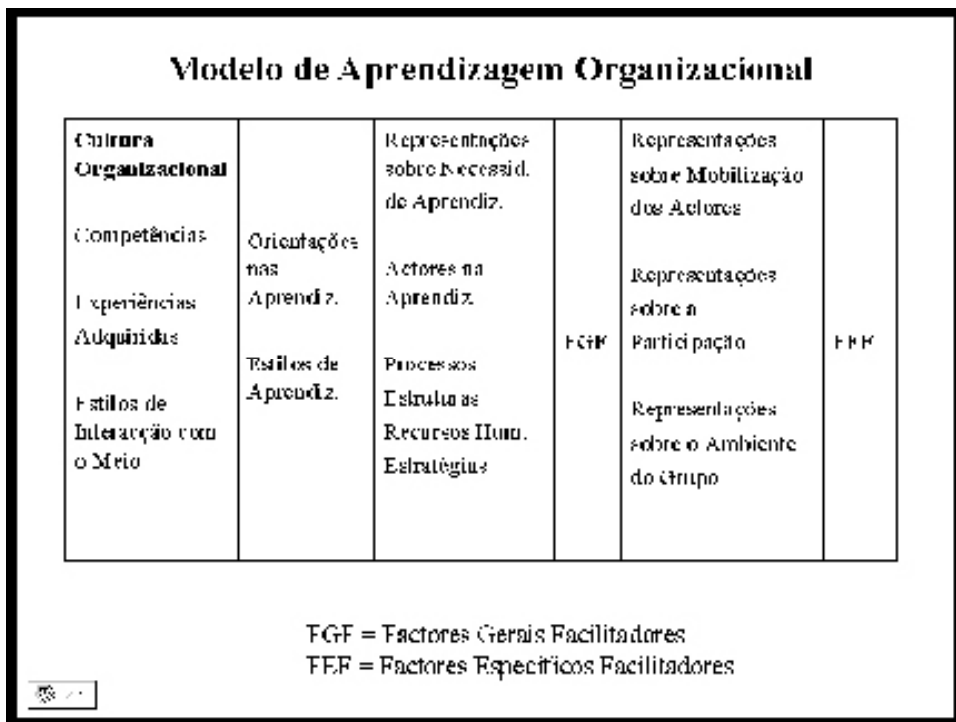 Modelo de Aprendizagem Organizacional
Cultura
Organizacional
Competências
Experiências
Adquiridas
Estilos de
Interacção com
o Meio
Orientações
nas
Aprendiz.
Estilos de
Aprendiz.
Representações
sobre Necessid.
de Aprendiz.
Actores na
Aprendiz.
Processos
Estruturas
Recursos Hum.
Estratégias
FGF
Representações
sobre Mobilização
dos Actores
Representações
sobre a
Participação
Representações
sobre o Ambiente
do Grupo
FEF
FGF = Factores Gerais Facilitadores
FEF = Factores Específicos Facilitadores